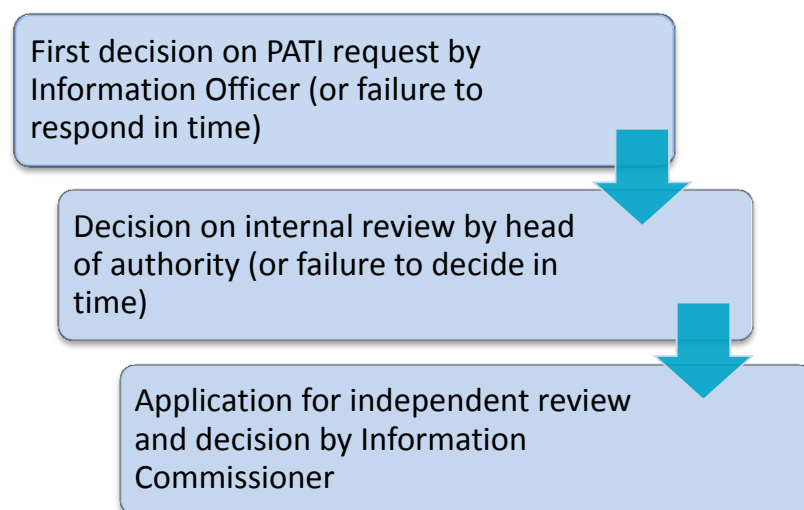 First decision on PATI request by
Information Officer (or failure to
respond in time)
Decision on internal review by head
of authority (or failure to decide in
time)
Application for independent review
and decision by Information
Commissioner